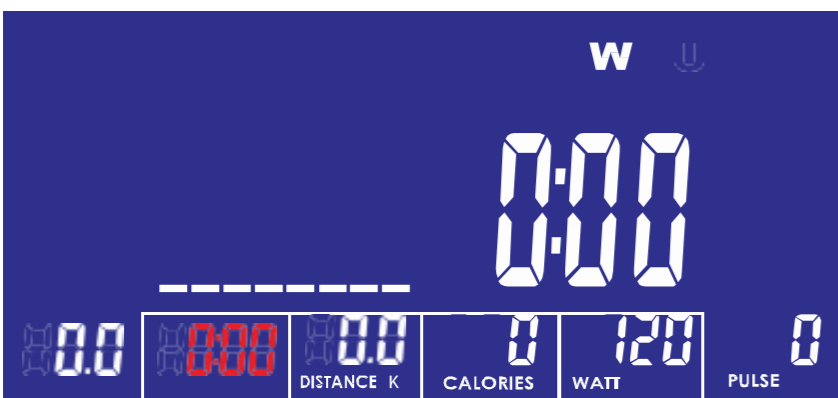 W U
0:00
0.0 0:00 0.0 0 120 0
DISTANCE K CALORIES WATT PULSE